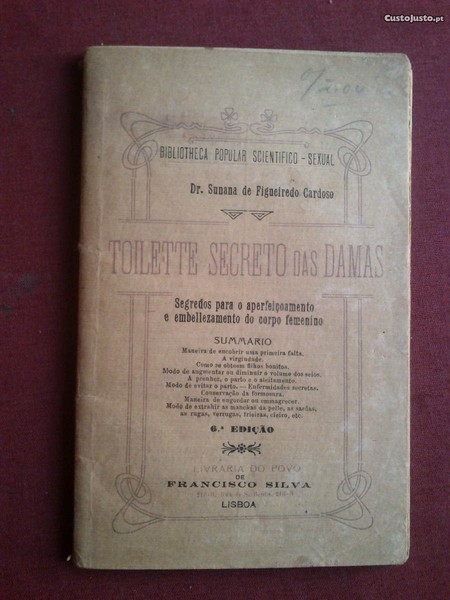 CustoJusto.pt
BIBLIOTHECA POPULAR SCIENTIFICO - SEXUAL
Dr. Sunana de Figueiredo Cardoso
TOILETTE SECRETO DAS DAMAS
Segredos para o aperfeiçoamento
e embellezamento do corpo femenino
SUMMARIO
Maneira de encobrir uma primeira falta.
A virgindade.
Como se obteem filhos bonitos.
Modo de augmentar ou diminuir o volume dos seios.
A gravidez, o parto e o aleitamento.
Modo de evitar o parto. — Enfermidades secretas.
Conservação da formosura.
Maneira de engordar ou emmagrecer.
Modo de extrahir as manchas da pelle, as sardas,
as rugas, verrugas, frieiras, cieiro, etc.
6.ª EDIÇÃO
LIVRARIA DO POVO
DE
FRANCISCO SILVA
LISBOA